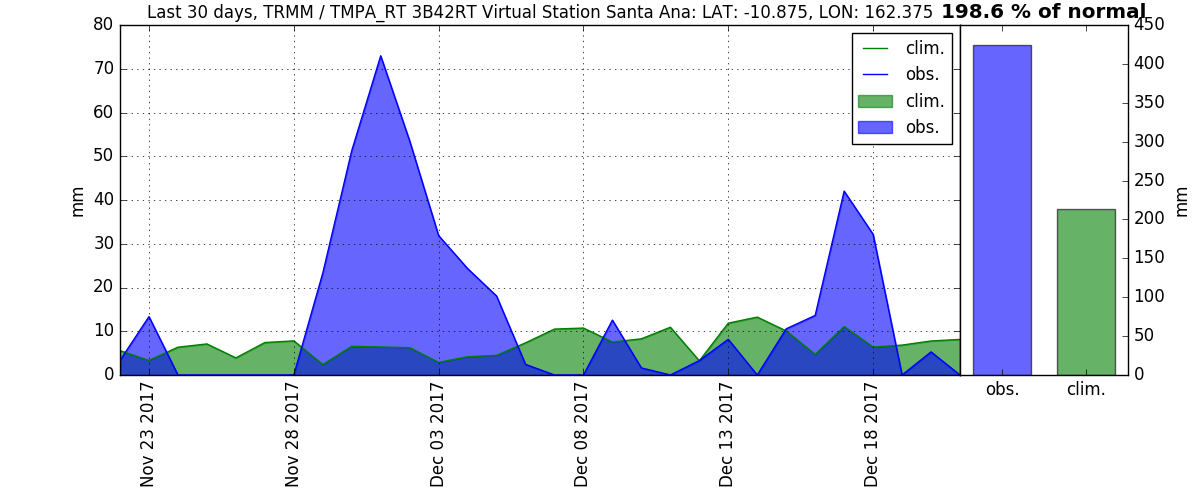 Last 30 days, TRMM / TMPA_RT 3B42RT Virtual Station Santa Ana: LAT: -10.875, LON: 162.375 198.6 % of normal
80
70
60
50
40
30
20
10
0
mm
clim.
obs.
clim.
obs.
450
400
350
300
250
200
150
100
50
0
mm
obs.
clim.
Nov 23 2017
Nov 28 2017
Dec 03 2017
Dec 08 2017
Dec 13 2017
Dec 18 2017